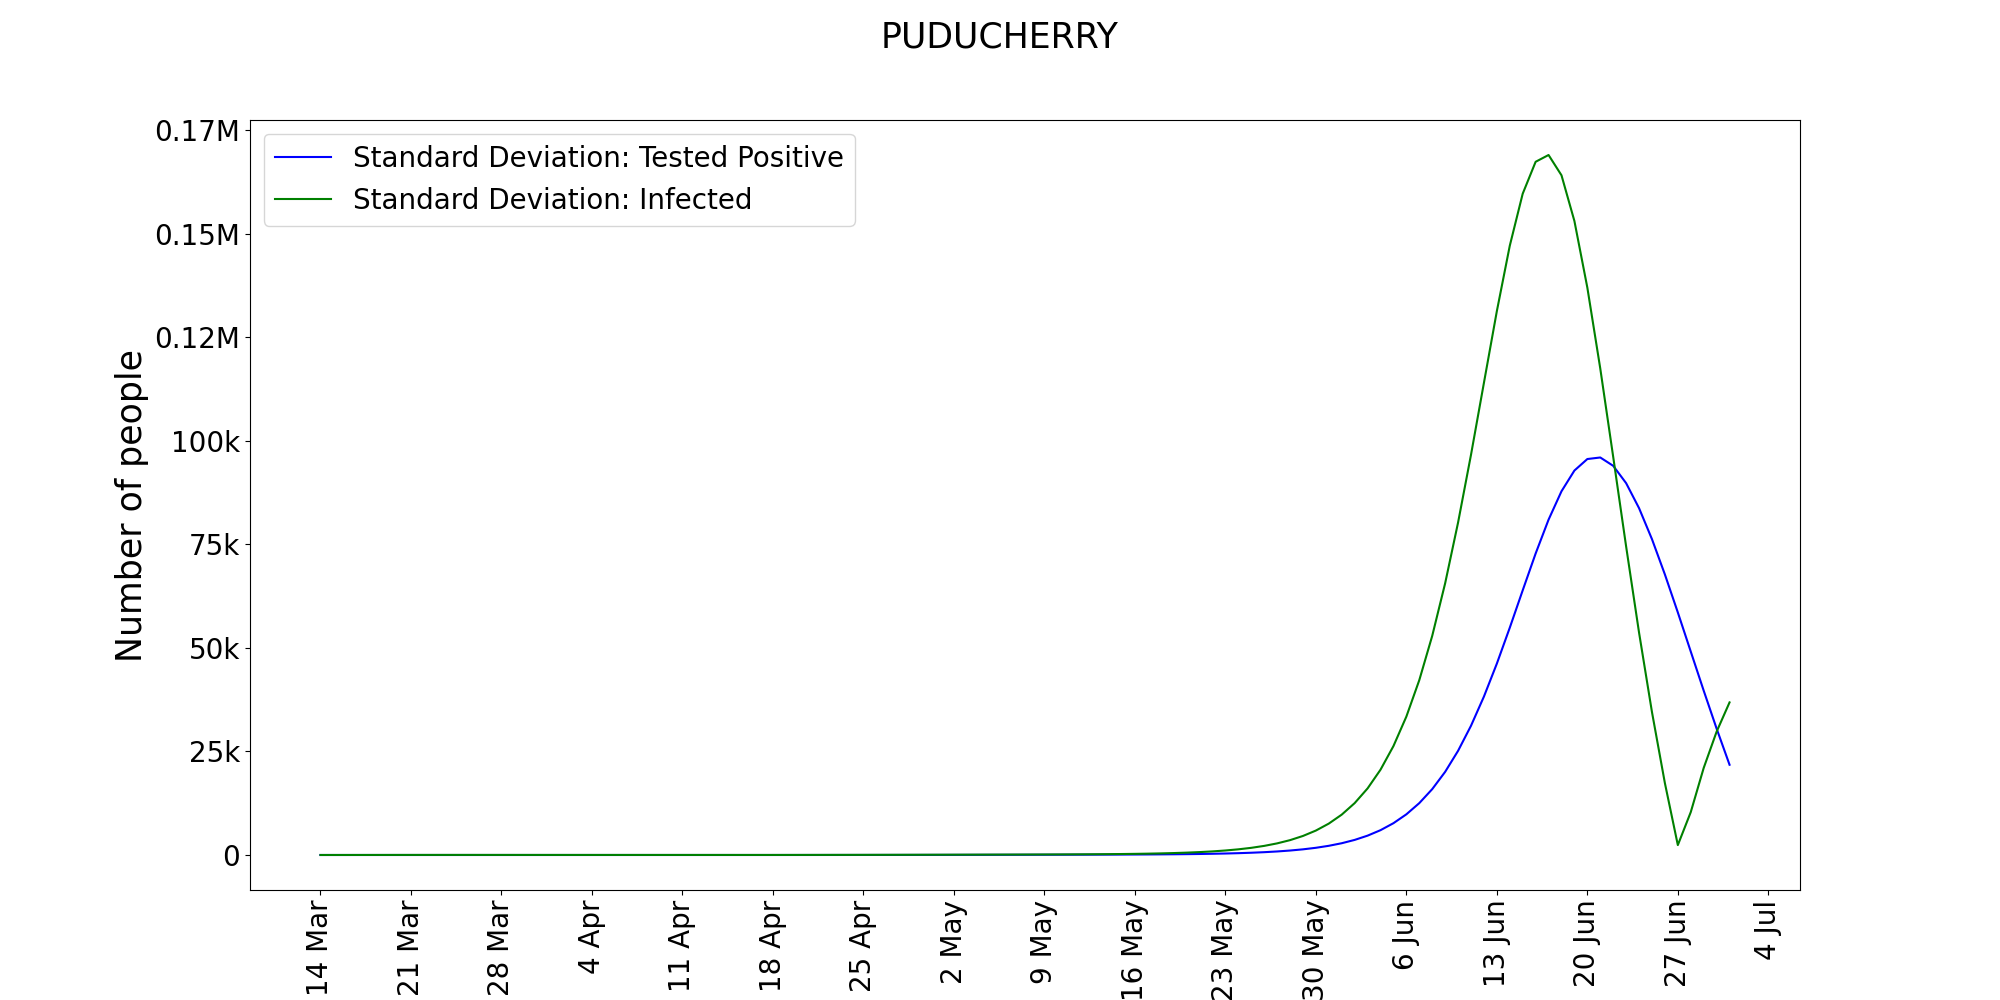 PUDUCHERRY
Standard Deviation: Tested Positive
Standard Deviation: Infected
Number of people
0.17M
0.15M
0.12M
100k
75k
50k
25k
0
14 Mar
21 Mar
28 Mar
4 Apr
11 Apr
18 Apr
25 Apr
2 May
9 May
16 May
23 May
30 May
6 Jun
13 Jun
20 Jun
27 Jun
4 Jul